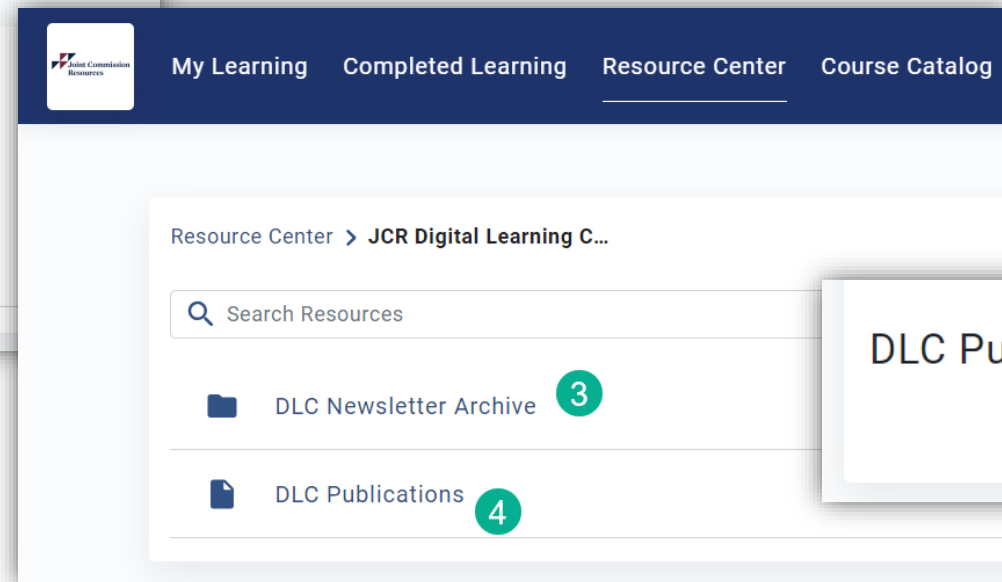 Joint Commission
Resources
My Learning Completed Learning Resource Center Course Catalog
Resource Center > JCR Digital Learning C...
Search Resources
DLC Newsletter Archive 3
DLC Publications 4
DLC Pu